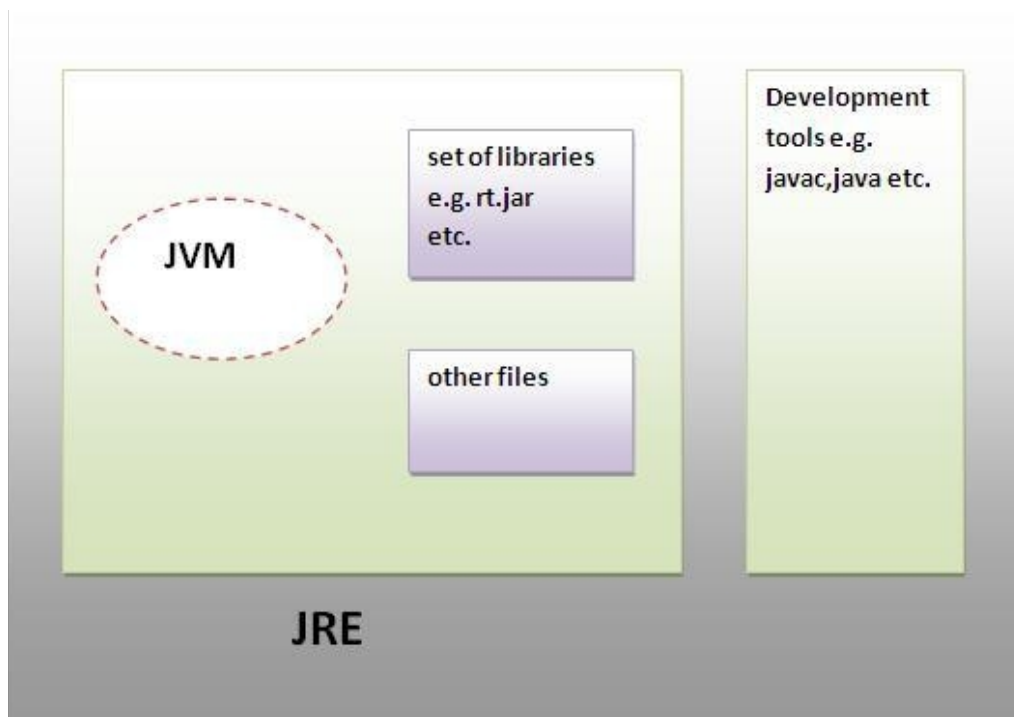 JVM
set of libraries
e.g. rt.jar
etc.
other files
Development
tools e.g.
javac,java etc.
JRE